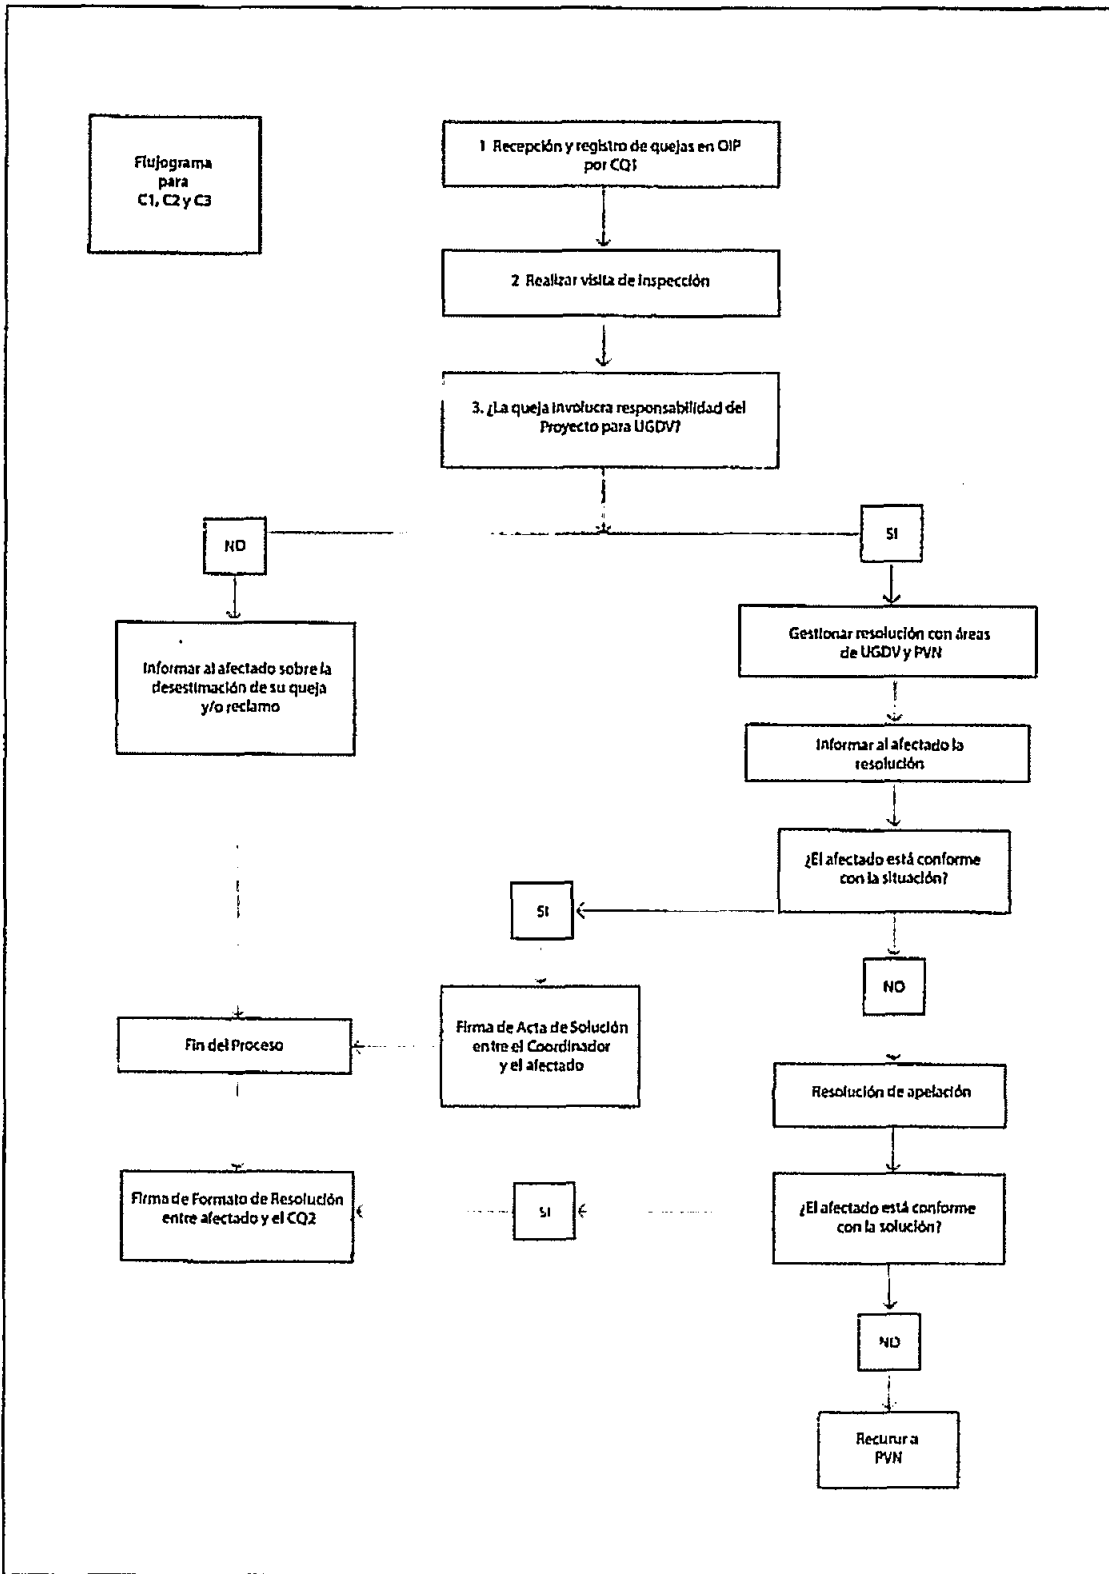 Flujograma
para
C1, C2 y C3
1 Recepción y registro de quejas en OIP
por CQ1
2 Realizar visita de inspección
3. ¿La queja involucra responsabilidad del
Proyecto para UGDV?
NO
SI
Informar al afectado sobre la
desestimación de su queja
y/o reclamo
Gestionar resolución con áreas
de UGDV y PVN
Informar al afectado la
resolución
¿El afectado está conforme
con la situación?
SI
NO
Firma de Acta de Solución
entre el Coordinador
y el afectado
Fin del Proceso
Resolución de apelación
Firma de Formato de Resolución
entre afectado y el CQ2
SI
¿El afectado está conforme
con la solución?
NO
Recurur a
PVN